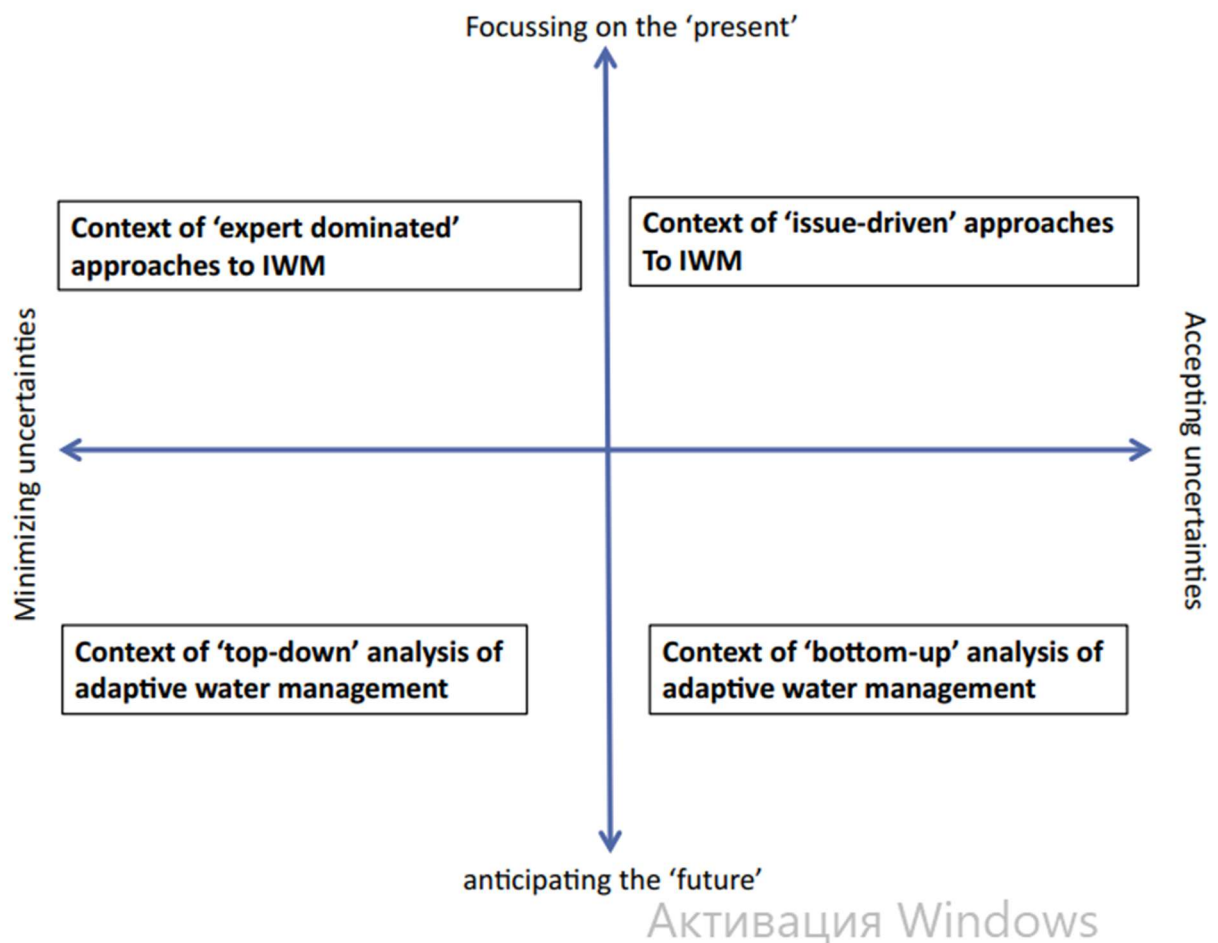 Focussing on the ‘present’
Context of ‘expert dominated’
approaches to IWM
Context of ‘issue-driven’ approaches
To IWM
Minimizing uncertainties
Accepting uncertainties
Context of ‘top-down’ analysis of
adaptive water management
Context of ‘bottom-up’ analysis of
adaptive water management
anticipating the ‘future’
Активация Windows